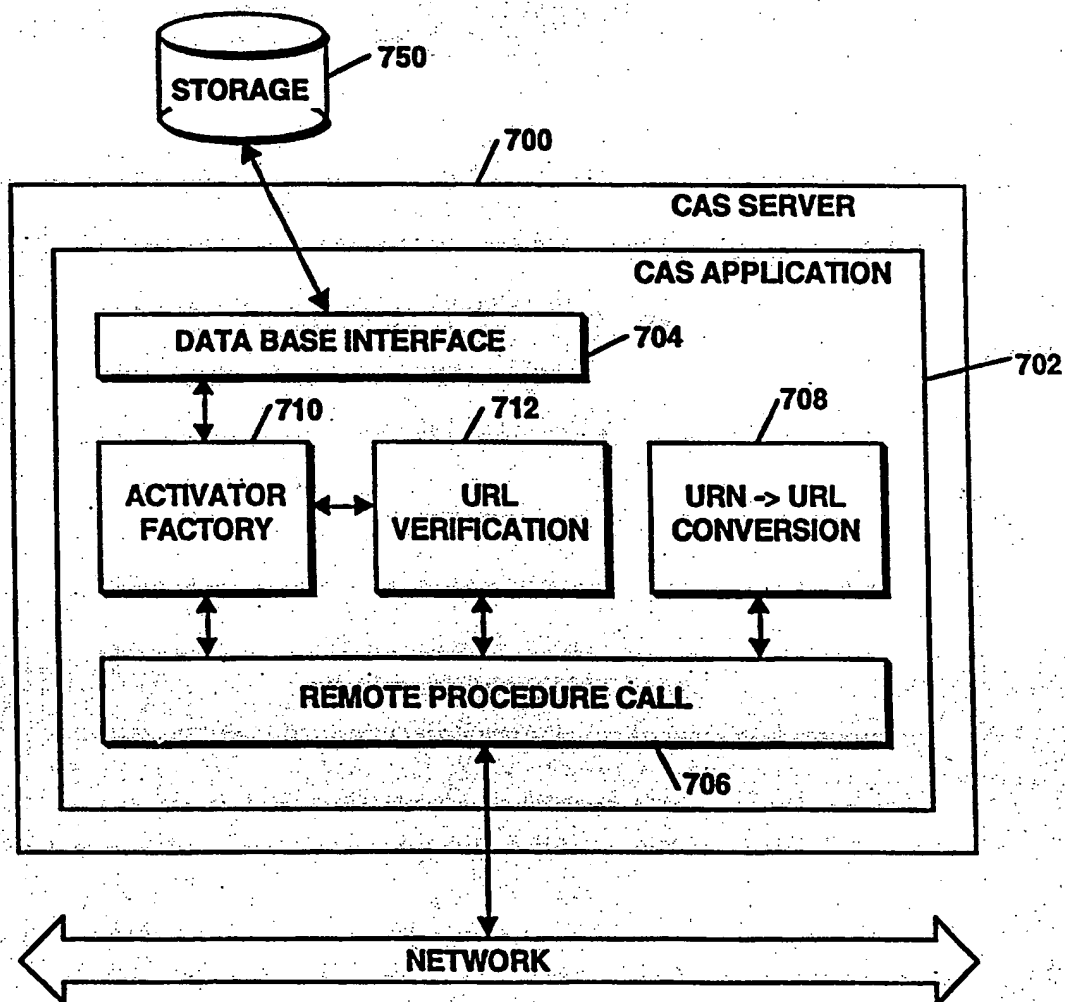 750
STORAGE
700
CAS SERVER
CAS APPLICATION
DATA BASE INTERFACE
704
702
710
712
708
ACTIVATOR
FACTORY
URL
VERIFICATION
URN -> URL
CONVERSION
REMOTE PROCEDURE CALL
706
NETWORK